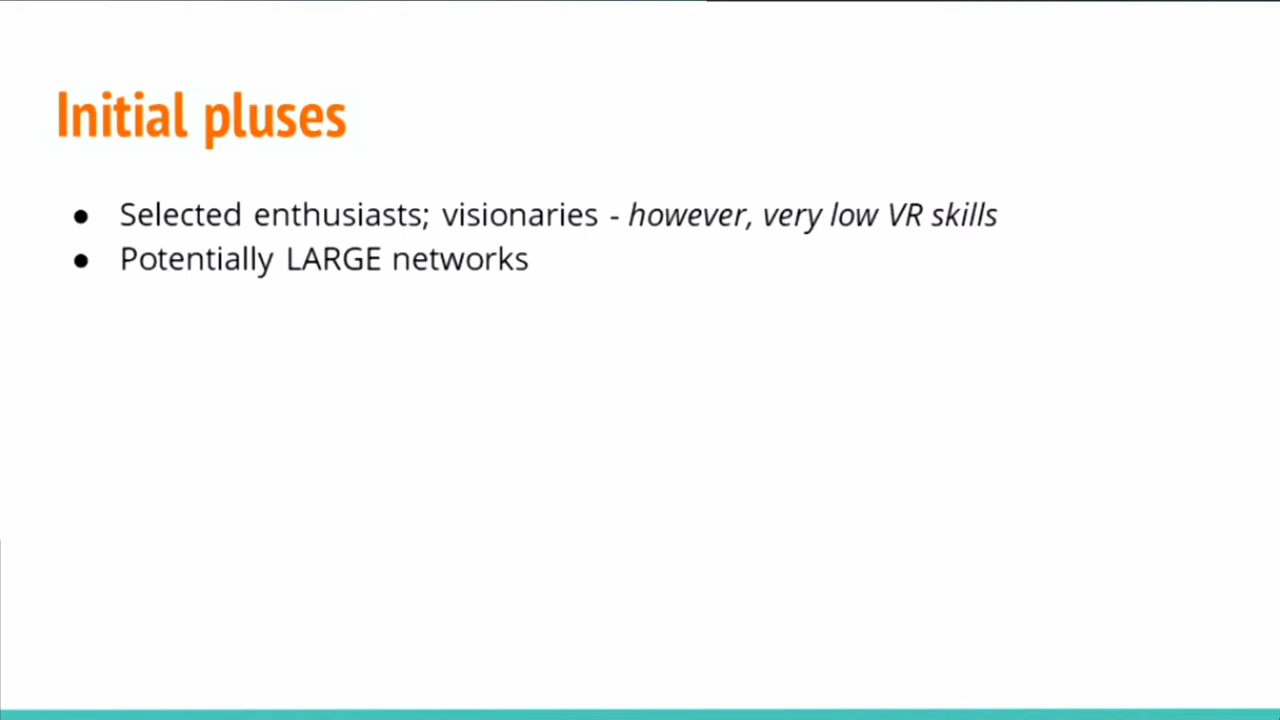 Initial pluses
● Selected enthusiasts; visionaries - however, very low VR skills
● Potentially LARGE networks